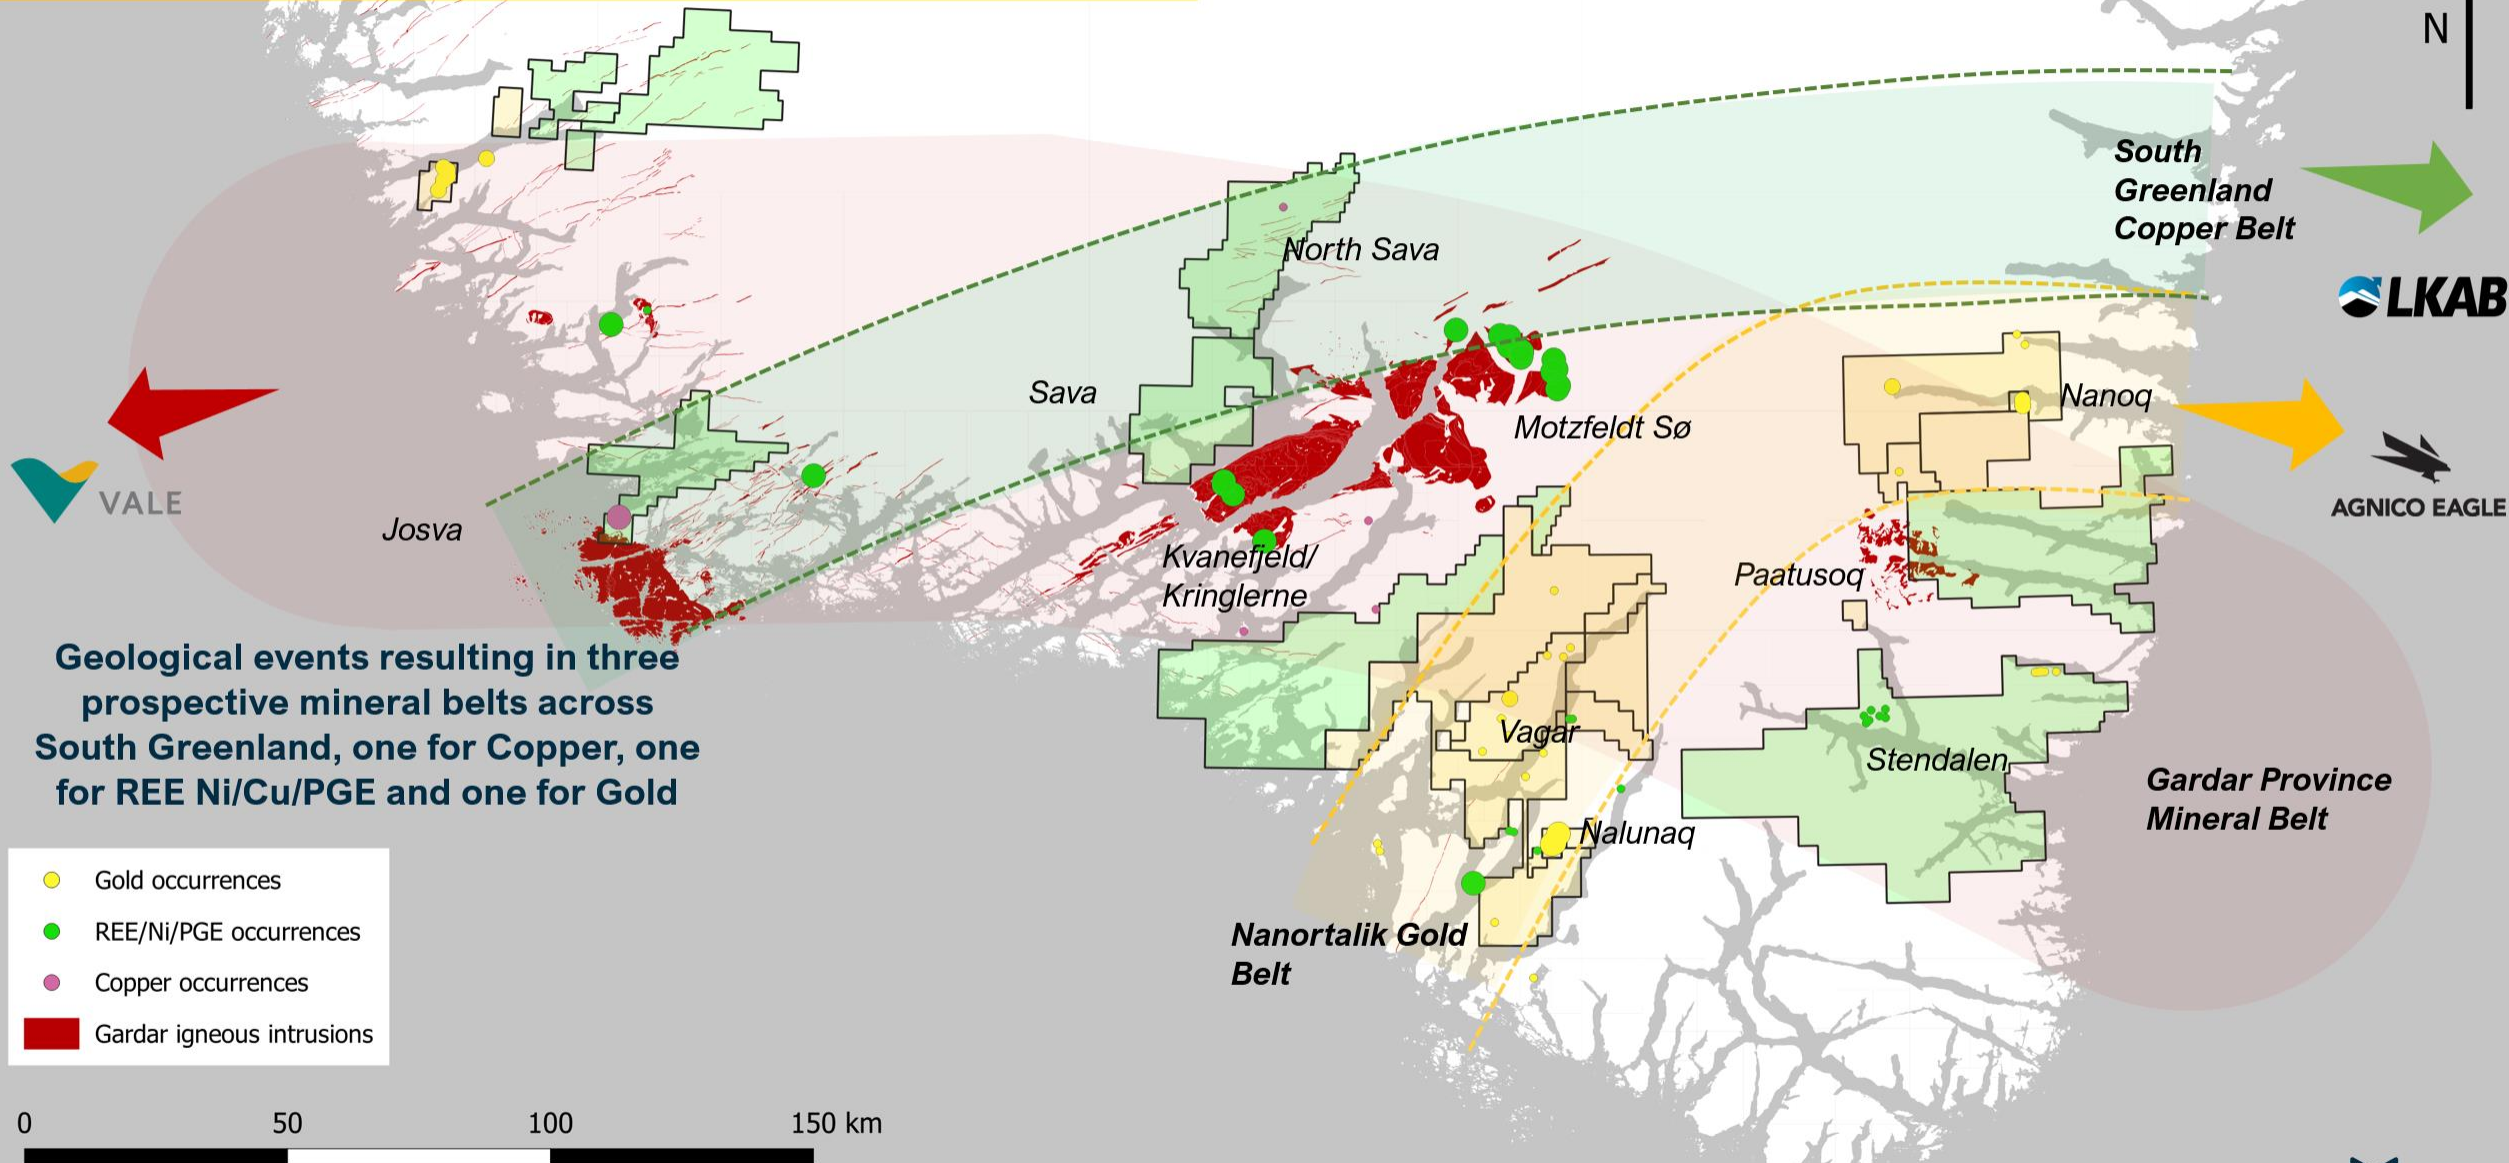 N
South
Greenland
Copper Belt
North Sava
LKAB
Sava
Nanoq
Motzfeldt Sø
VALE
AGNICO EAGLE
Josva
Kvanefjeld/
Kringlerne
Paatusoq
Geological events resulting in three
prospective mineral belts across
South Greenland, one for Copper, one
for REE Ni/Cu/PGE and one for Gold
Vagar
Stendalen
Gardar Province
Mineral Belt
Nalunaq
Nanortalik Gold
Belt
Gold occurrences
REE/Ni/PGE occurrences
Copper occurrences
Gardar igneous intrusions
0 50 100 150 km